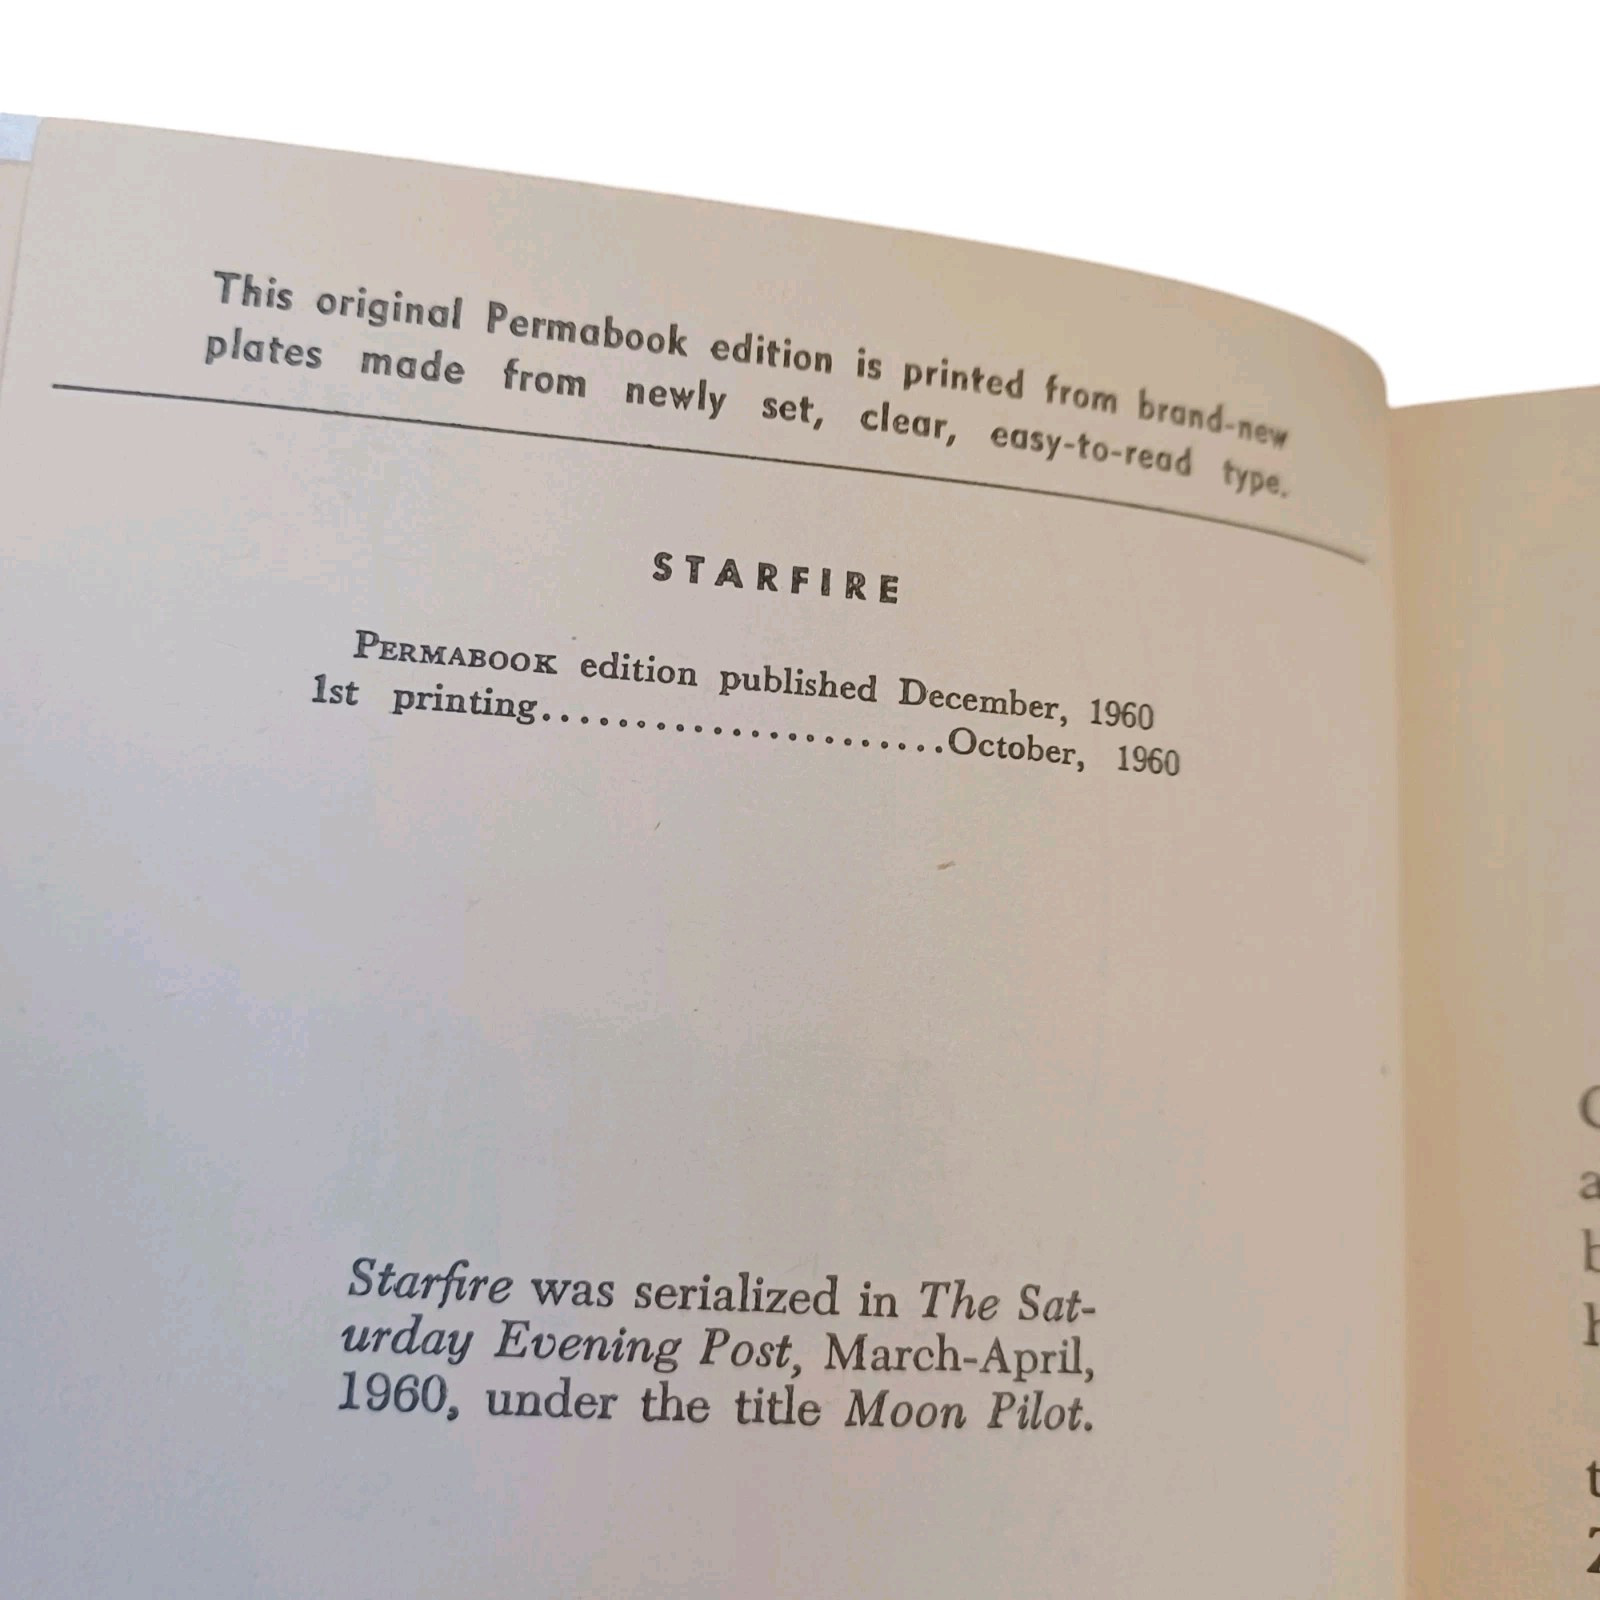 This original Permabook edition is printed from brand-new
plates made from newly set, clear, easy-to-read type.
STARFIRE
PERMABOOK edition published December, 1960
1st printing.......................October, 1960
Starfire was serialized in The Sat-
urday Evening Post, March-April,
1960, under the title Moon Pilot.